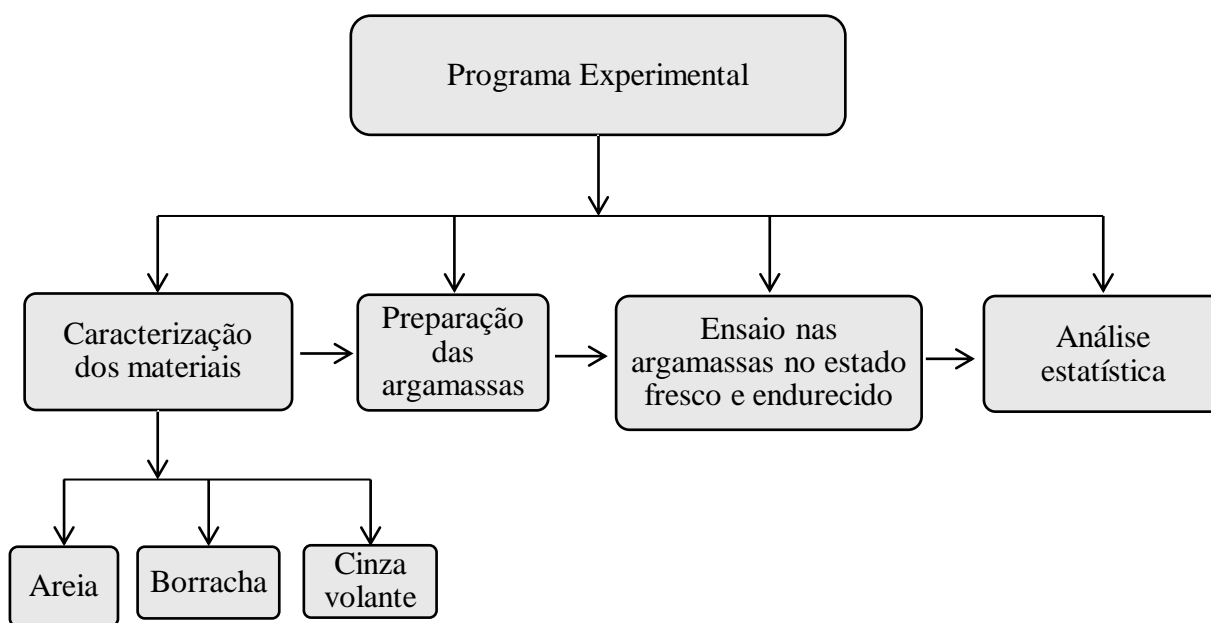 Programa Experimental
Caracterização
dos materiais
Preparação
das
argamassas
Ensaio nas
argamassas no estado
fresco e endurecido
Análise
estatística
Areia
Borracha
Cinza
volante